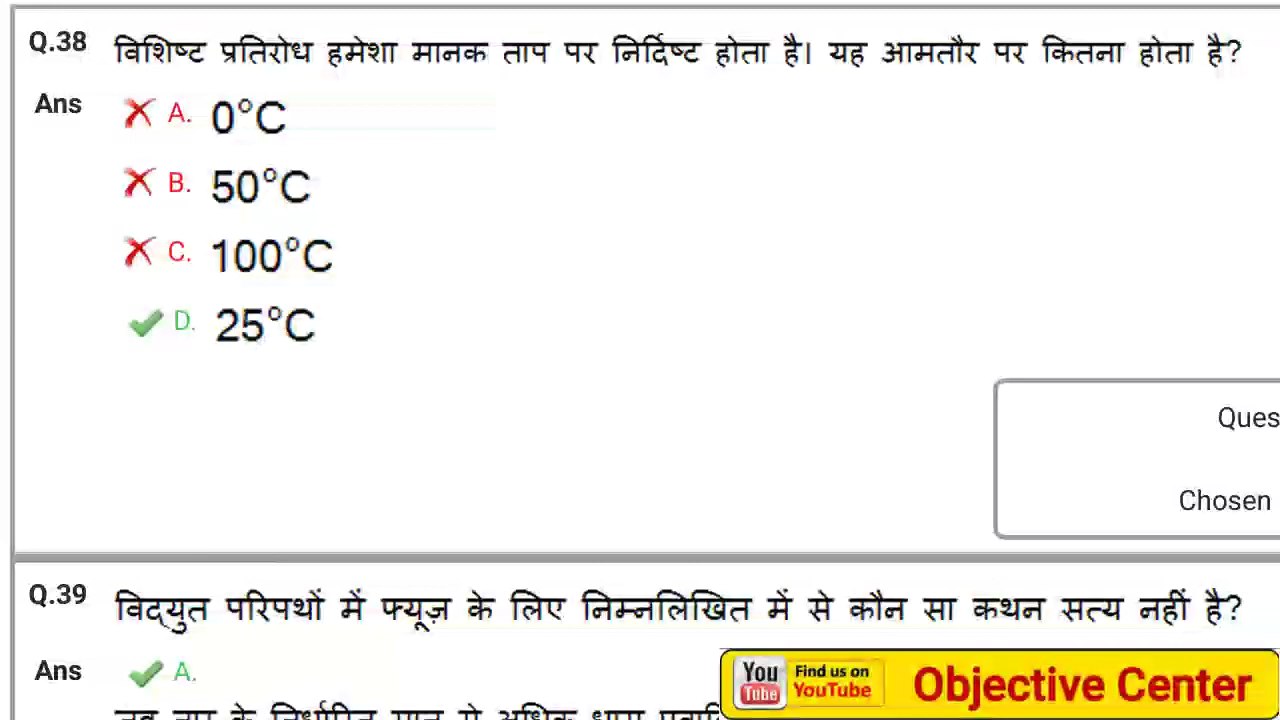 Q.38 विशिष्ट प्रतिरोध हमेशा मानक ताप पर निर्दिष्ट होता है। यह आमतौर पर कितना होता है?
Ans A. 0°C
B. 50°C
C. 100°C
D. 25°C
Ques
Chosen
Q.39 विद्युत परिपथों में फ्यूज़ के लिए निम्नलिखित में से कौन सा कथन सत्य नहीं है?
Ans A.
You Tube Find us on YouTube Objective Center